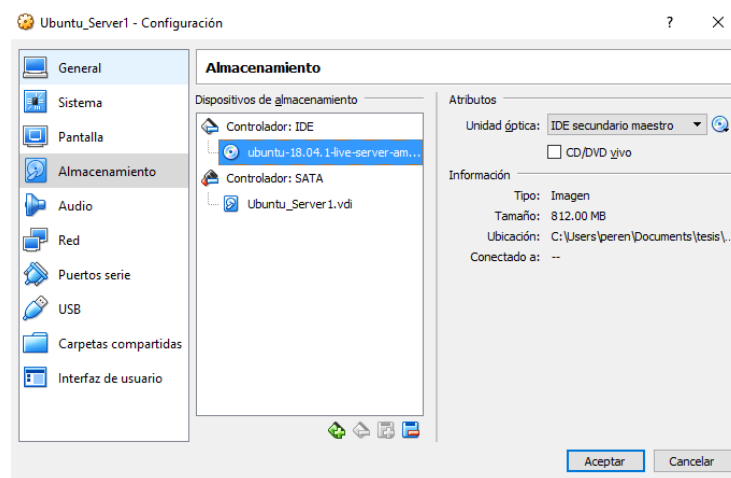 Ubuntu_Server1 - Configuración ? ×
General
Sistema
Pantalla
Almacenamiento
Audio
Red
Puertos serie
USB
Carpetas compartidas
Interfaz de usuario
Almacenamiento
Dispositivos de almacenamiento
Controlador: IDE
ubuntu-18.04.1-live-server-am...
Controlador: SATA
Ubuntu_Server1.vdi
Atributos
Unidad óptica: IDE secundario maestro
CD/DVD vivo
Información
Tipo: Imagen
Tamaño: 812.00 MB
Ubicación: C:\Users\peren\Documents\tesis\...
Conectado a: --
Aceptar Cancelar